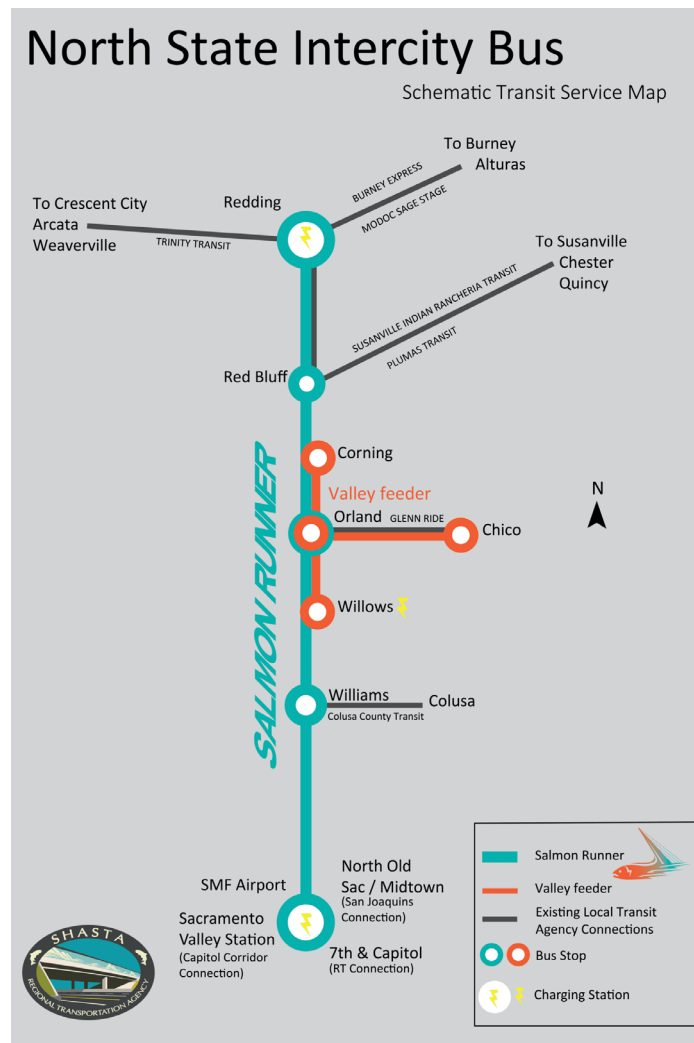 North State Intercity Bus
Schematic Transit Service Map
To Burney
Alturas
BURNEY EXPRESS
MODOC SAGE STAGE
Redding
To Crescent City
Arcata
Weaverville
TRINITY TRANSIT
To Susanville
Chester
Quincy
SUSANVILLE INDIAN RANCHERIA TRANSIT
PLUMAS TRANSIT
Red Bluff
SALMON RUNNER
Corning
Valley feeder
Orland
GLENN RIDE
Chico
N
Willows
Williams
Colusa County Transit
Colusa
SMF Airport
North Old
Sac / Midtown
(San Joaquins
Connection)
Sacramento
Valley Station
(Capitol Corridor
Connection)
7th & Capitol
(RT Connection)
Salmon Runner
Valley feeder
Existing Local Transit
Agency Connections
Bus Stop
Charging Station
SHASTA
REGIONAL TRANSPORTATION AGENCY